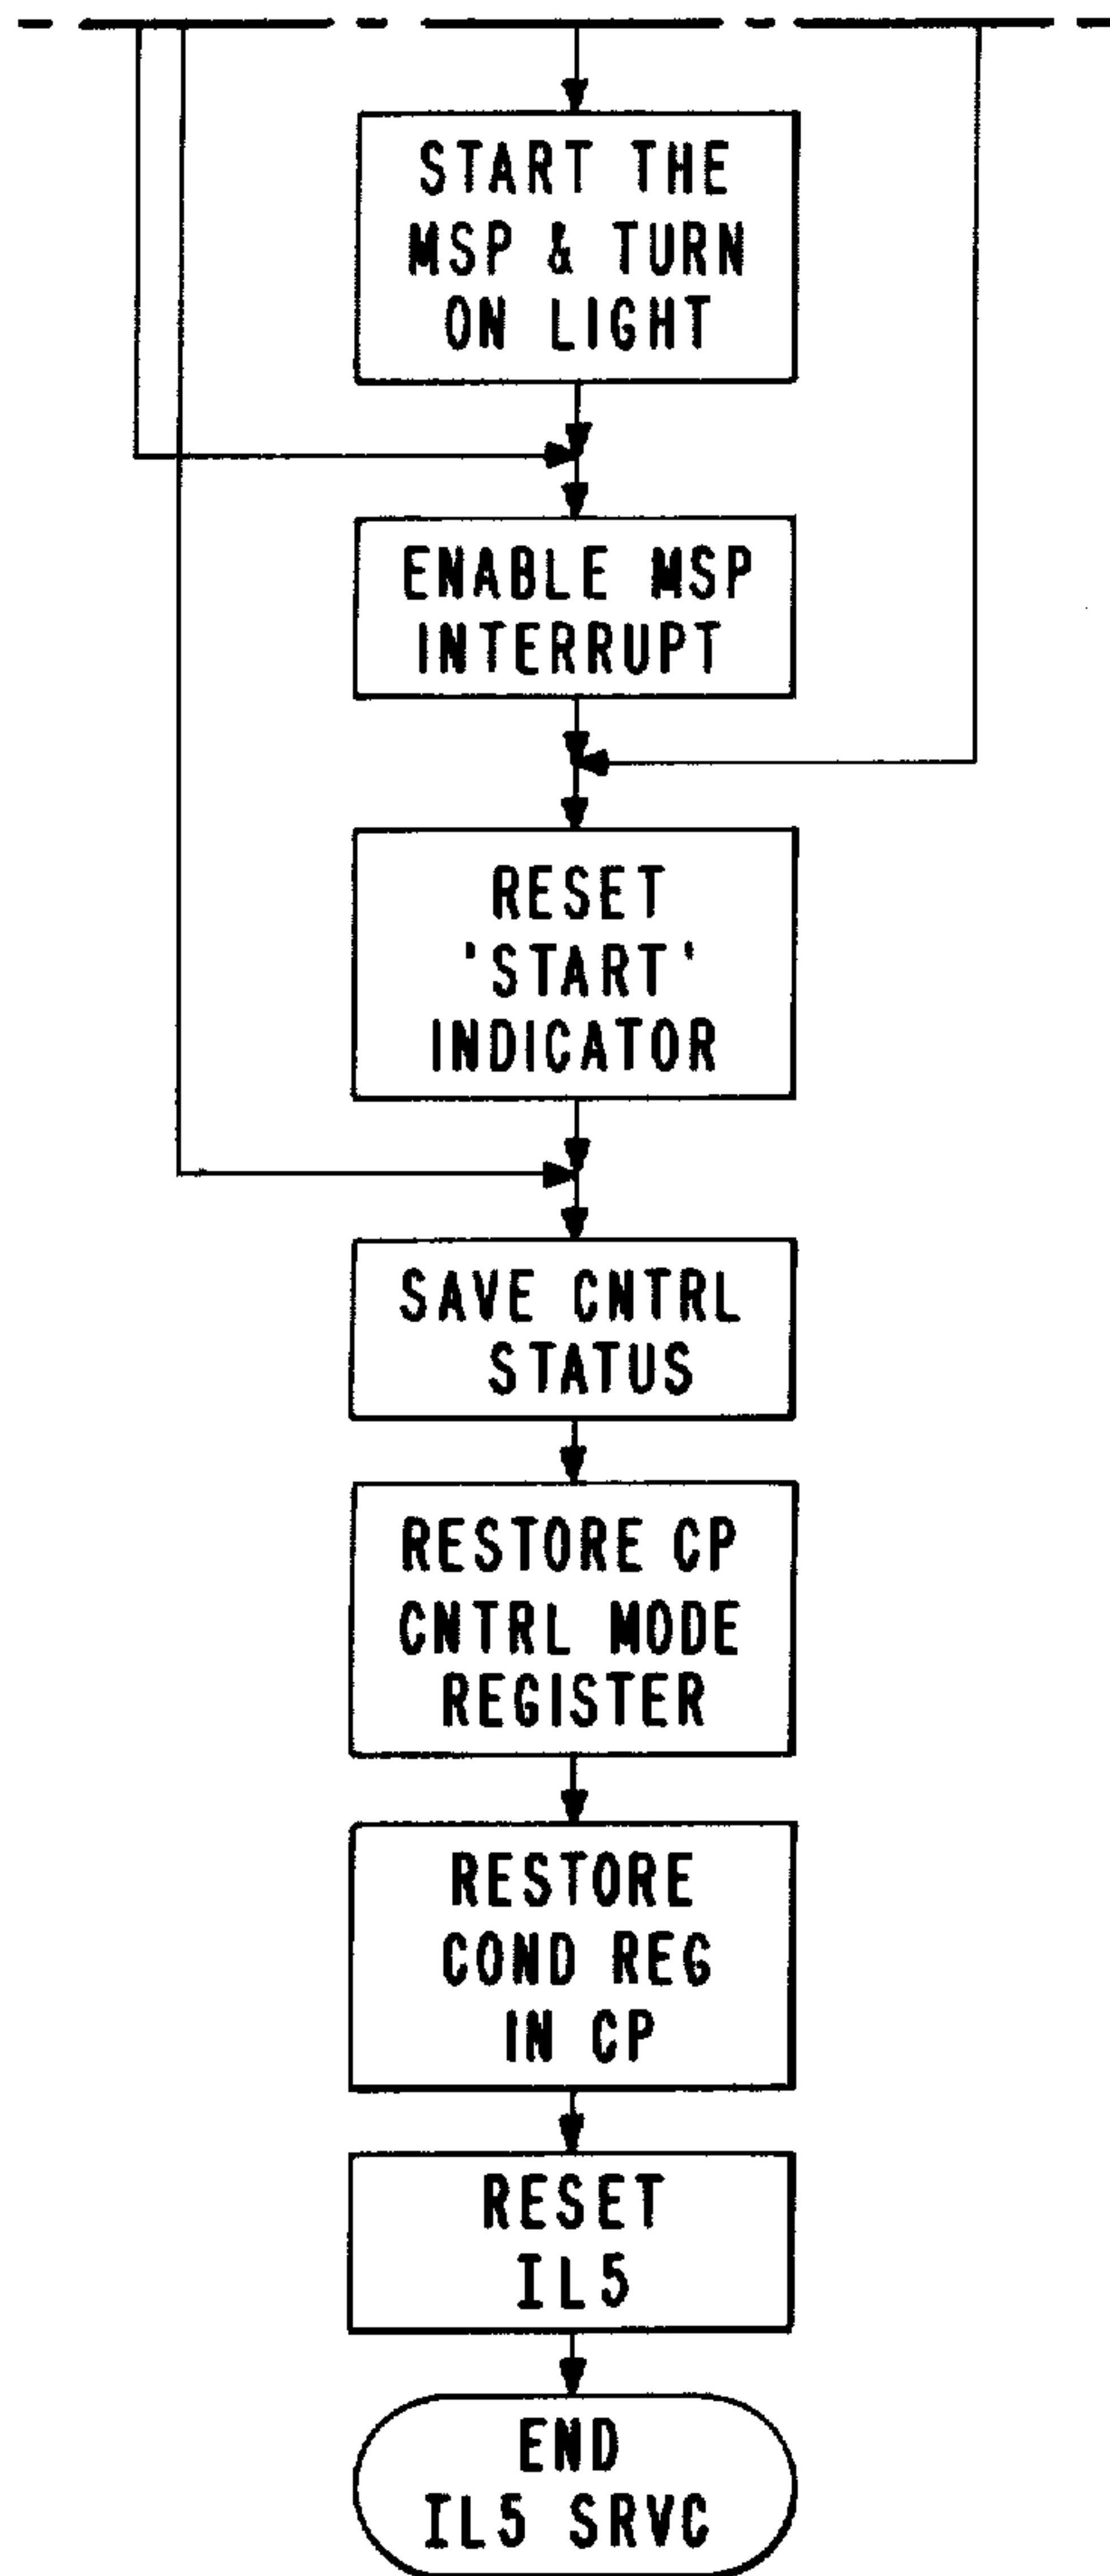 START THE
MSP & TURN
ON LIGHT
ENABLE MSP
INTERRUPT
RESET
'START'
INDICATOR
SAVE CNTRL
STATUS
RESTORE CP
CNTRL MODE
REGISTER
RESTORE
COND REG
IN CP
RESET
IL5
END
IL5 SRVC